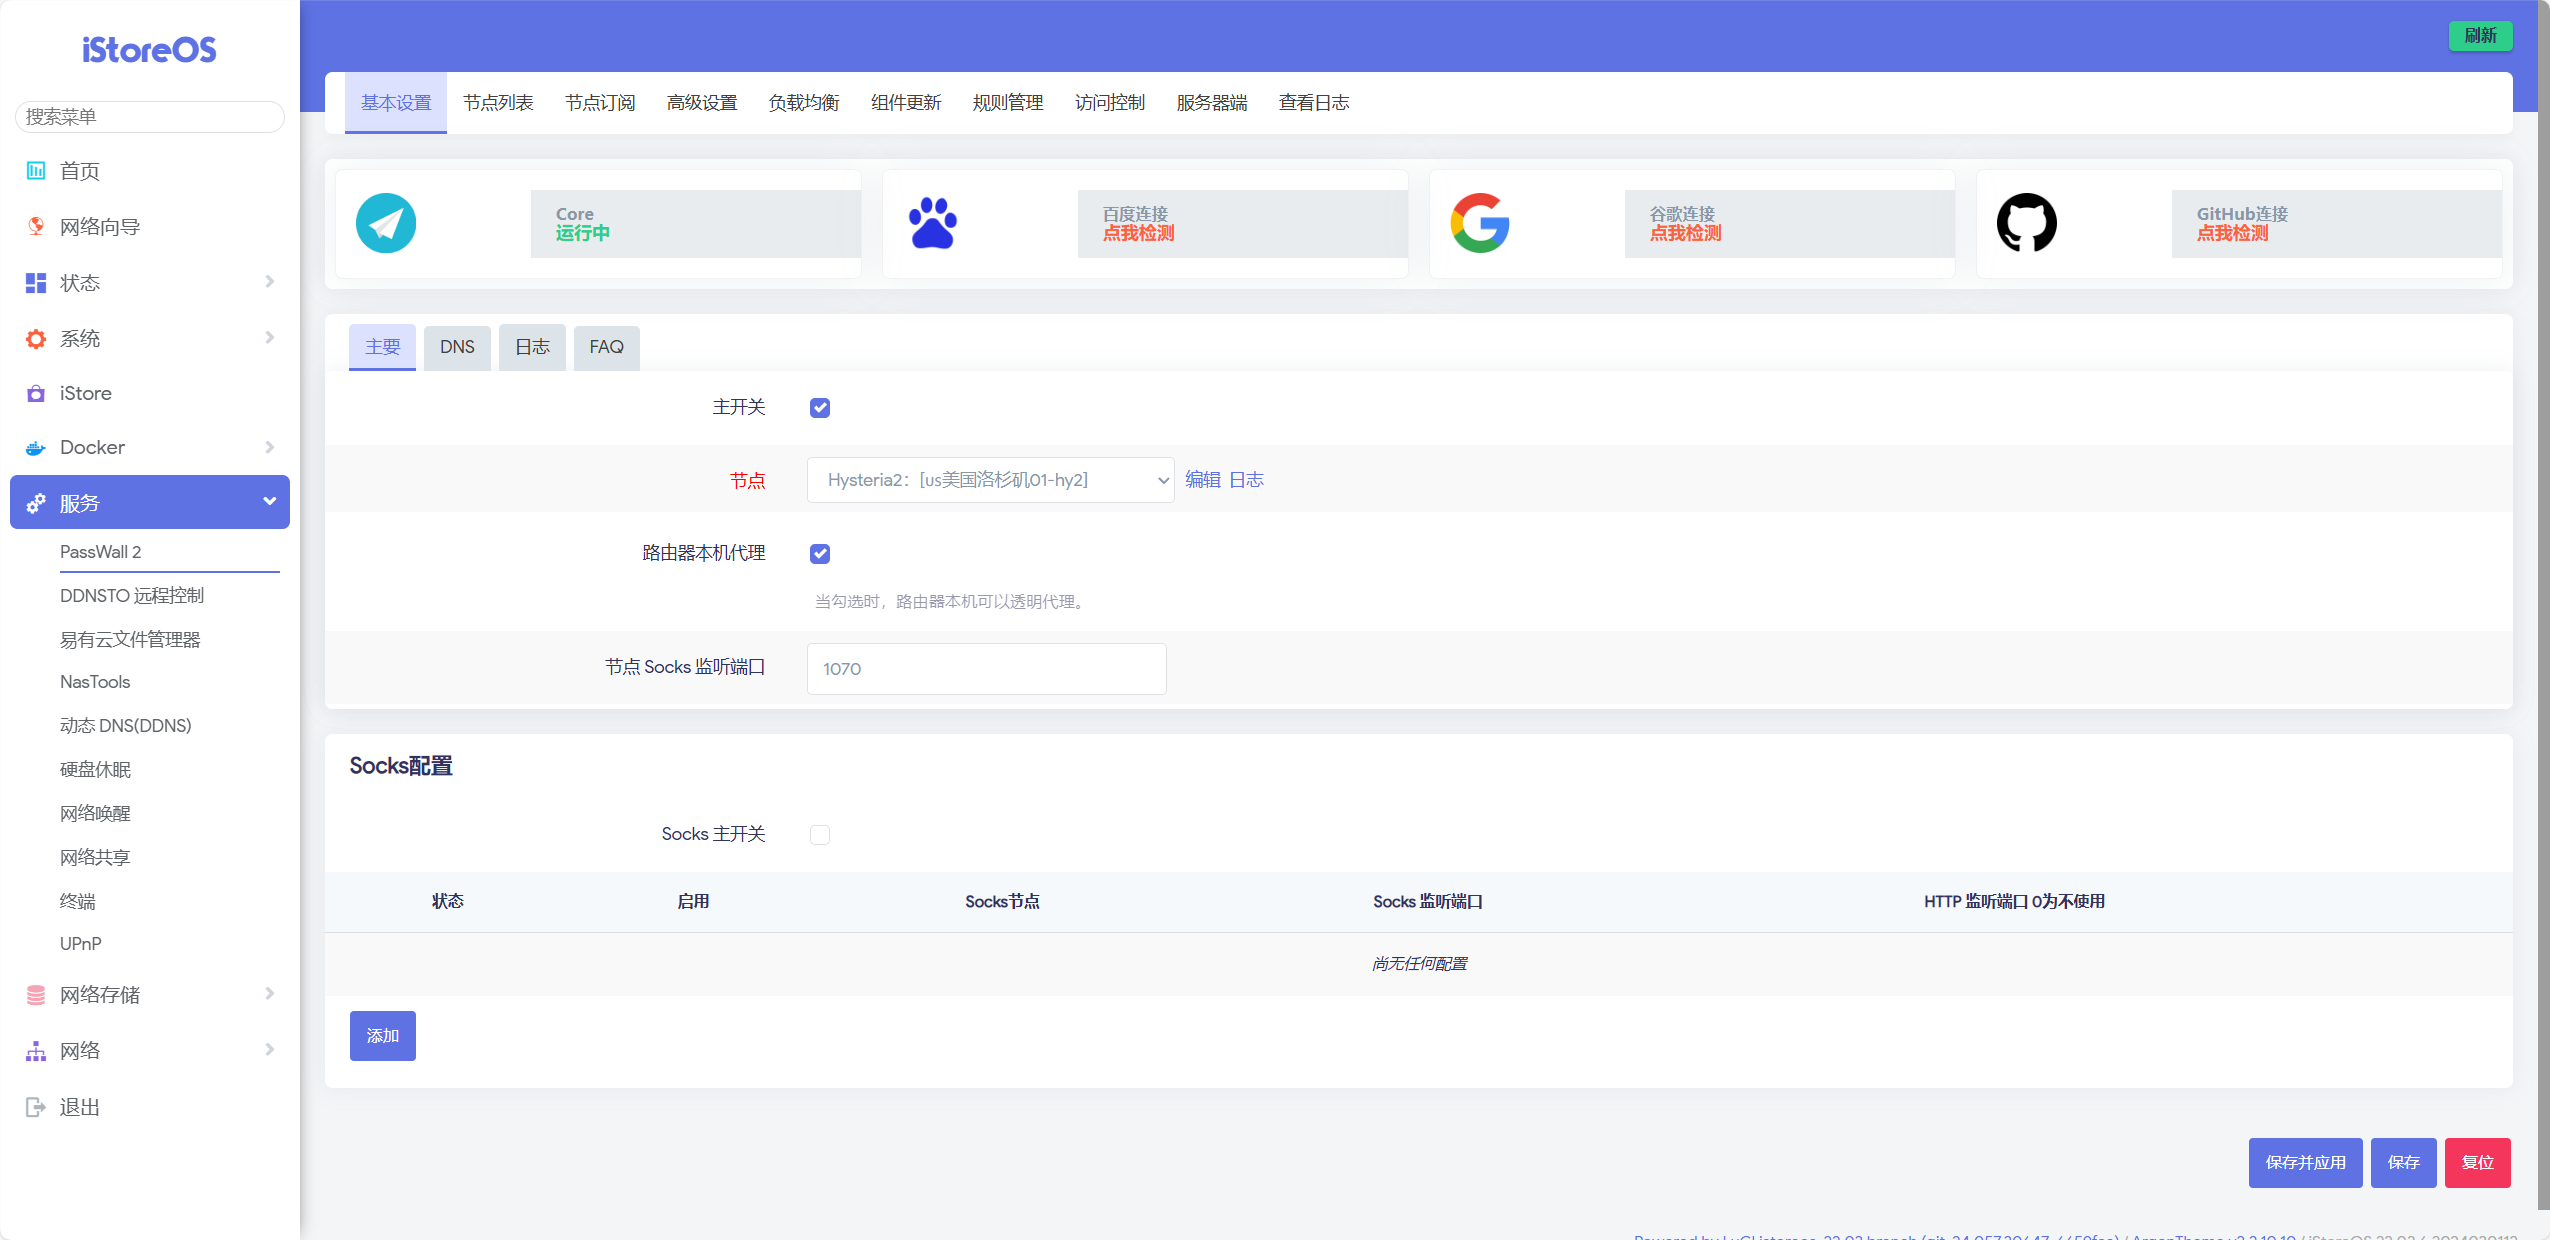 iStoreOS
刷新
搜索菜单
首页
网络向导
状态
系统
iStore
Docker
服务
PassWall 2
DDNSTO 远程控制
易有云文件管理器
NasTools
动态 DNS(DDNS)
硬盘休眠
网络唤醒
网络共享
终端
UPnP
网络存储
网络
退出
基本设置 节点列表 节点订阅 高级设置 负载均衡 组件更新 规则管理 访问控制 服务器端 查看日志
Core
运行中
百度连接
点我检测
谷歌连接
点我检测
GitHub连接
点我检测
主要 DNS 日志 FAQ
主开关
节点 Hysteria2：[us美国洛杉矶01-hy2] 编辑 日志
路由器本机代理
当勾选时，路由器本机可以透明代理。
节点 Socks 监听端口 1070
Socks配置
Socks 主开关
状态 启用 Socks节点 Socks 监听端口 HTTP 监听端口 0为不使用
尚无任何配置
添加
保存并应用 保存 复位